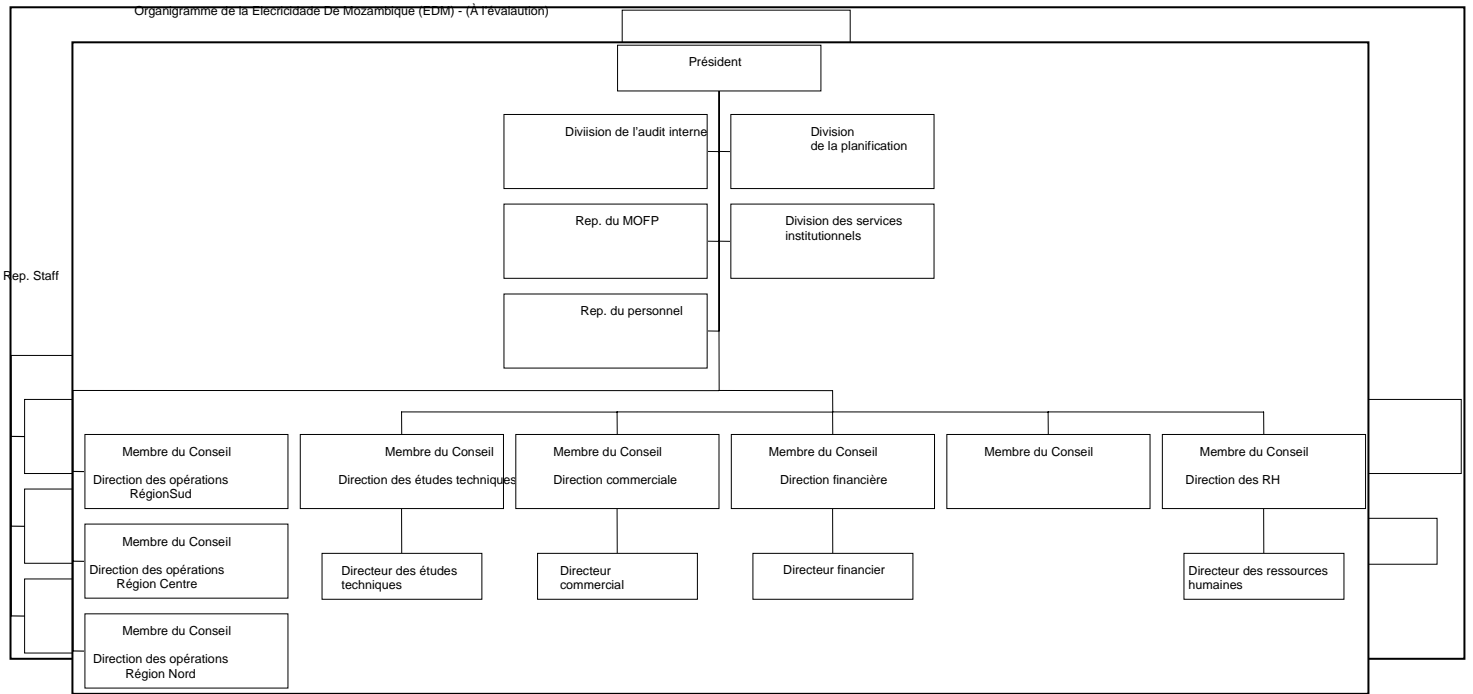 Organigramme de la Elecricidade De Mozambique (EDM) - (À l'évalaution)
Président
Diviision de l'audit interne
Division
de la planification
Rep. du MOFP
Division des services
institutionnels
Rep. Staff
Rep. du personnel
Membre du Conseil
Direction des opérations
RégionSud
Membre du Conseil
Direction des études techniques
Membre du Conseil
Direction commerciale
Membre du Conseil
Direction financière
Membre du Conseil
Membre du Conseil
Direction des RH
Membre du Conseil
Direction des opérations
Région Centre
Directeur des études
techniques
Directeur
commercial
Directeur financier
Directeur des ressources
humaines
Membre du Conseil
Direction des opérations
Région Nord